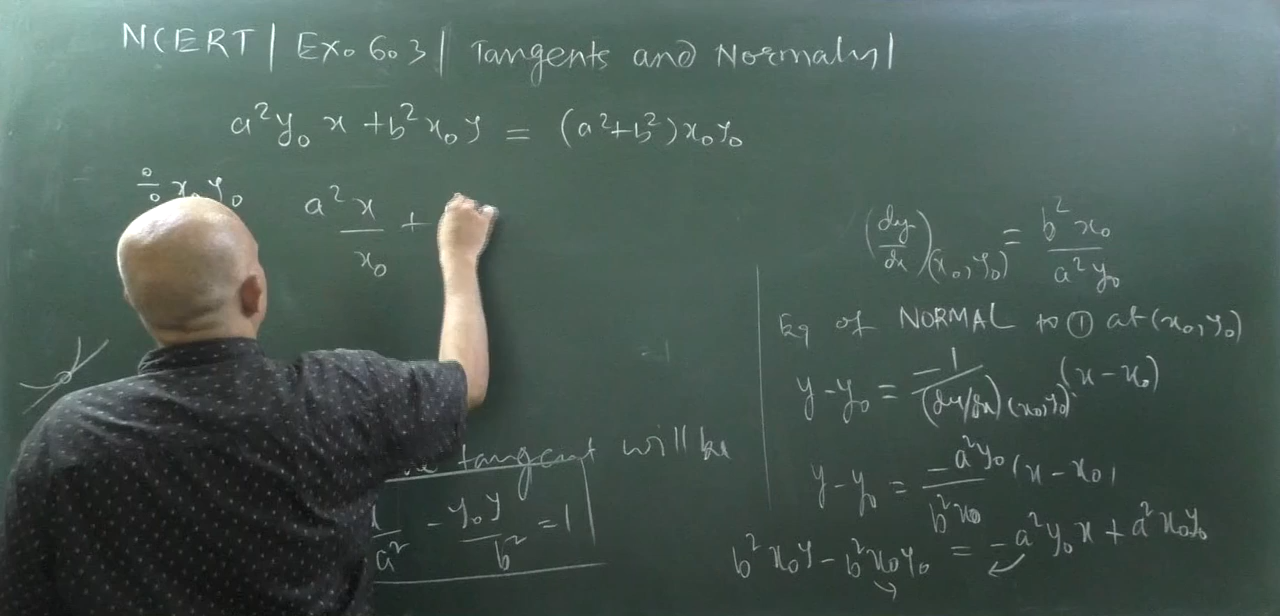 NCERT | Ex. 6.3 | Tangents and Normals |
a²y₀x + b²x₀y = (a²+b²)x₀y₀
÷ x₀y₀
a²x/x₀ +
tangent will be
/a² - y₀y/b² = 1
(dy/dx)(x₀,y₀) = b²x₀/a²y₀
Eq of NORMAL to ① at (x₀,y₀)
y-y₀ = -1/(dy/dx)(x₀,y₀) (x-x₀)
y-y₀ = -a²y₀/b²x₀ (x-x₀)
b²x₀y - b²x₀y₀ = -a²y₀x + a²x₀y₀